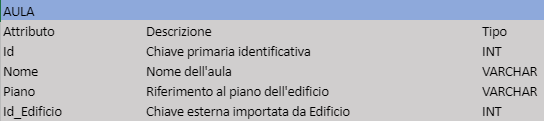 AULA
Attributo Descrizione Tipo
Id Chiave primaria identificativa INT
Nome Nome dell'aula VARCHAR
Piano Riferimento al piano dell'edificio VARCHAR
Id_Edificio Chiave esterna importata da Edificio INT